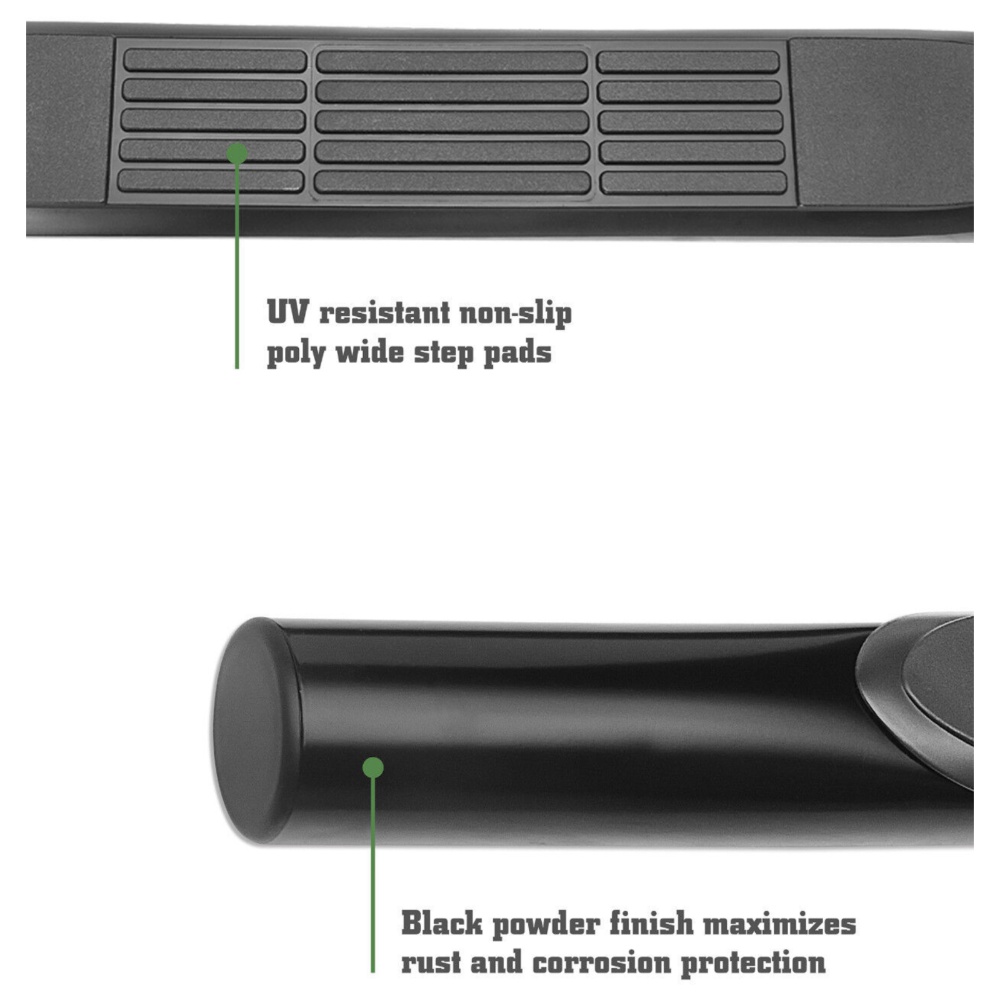 UV resistant non-slip
poly wide step pads
Black powder finish maximizes
rust and corrosion protection